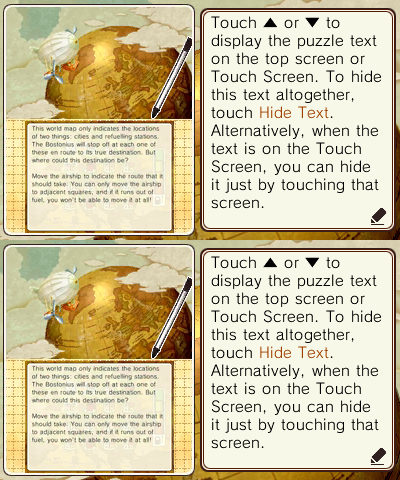 Touch ▲ or ▼ to
display the puzzle text
on the top screen or
Touch Screen. To hide
this text altogether,
touch Hide Text.
Alternatively, when the
text is on the Touch
Screen, you can hide
it just by touching that
screen.
This world map only indicates the locations
of two things: cities and refuelling stations.
The Bostonius will stop off at each one of
these en route to its true destination. But
where could this destination be?
Move the airship to indicate the route that it
should take. You can only move the airship
to adjacent squares, and if it runs out of
fuel, you won't be able to move it at all!
Touch ▲ or ▼ to
display the puzzle text
on the top screen or
Touch Screen. To hide
this text altogether,
touch Hide Text.
Alternatively, when the
text is on the Touch
Screen, you can hide
it just by touching that
screen.
This world map only indicates the locations
of two things: cities and refuelling stations.
The Bostonius will stop off at each one of
these en route to its true destination. But
where could this destination be?
Move the airship to indicate the route that it
should take. You can only move the airship
to adjacent squares, and if it runs out of
fuel, you won't be able to move it at all!